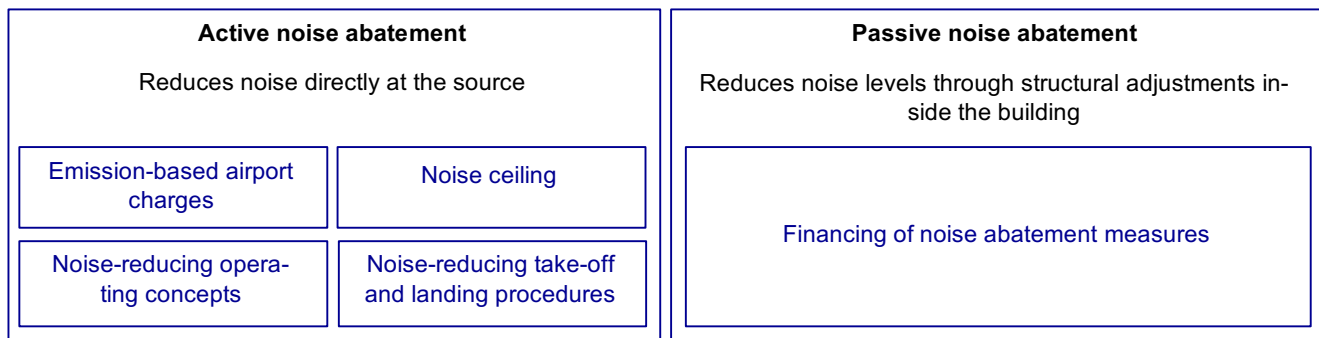 Active noise abatement
Reduces noise directly at the source
Emission-based airport
charges
Noise ceiling
Noise-reducing opera-
ting concepts
Noise-reducing take-off
and landing procedures
Passive noise abatement
Reduces noise levels through structural adjustments in-
side the building
Financing of noise abatement measures